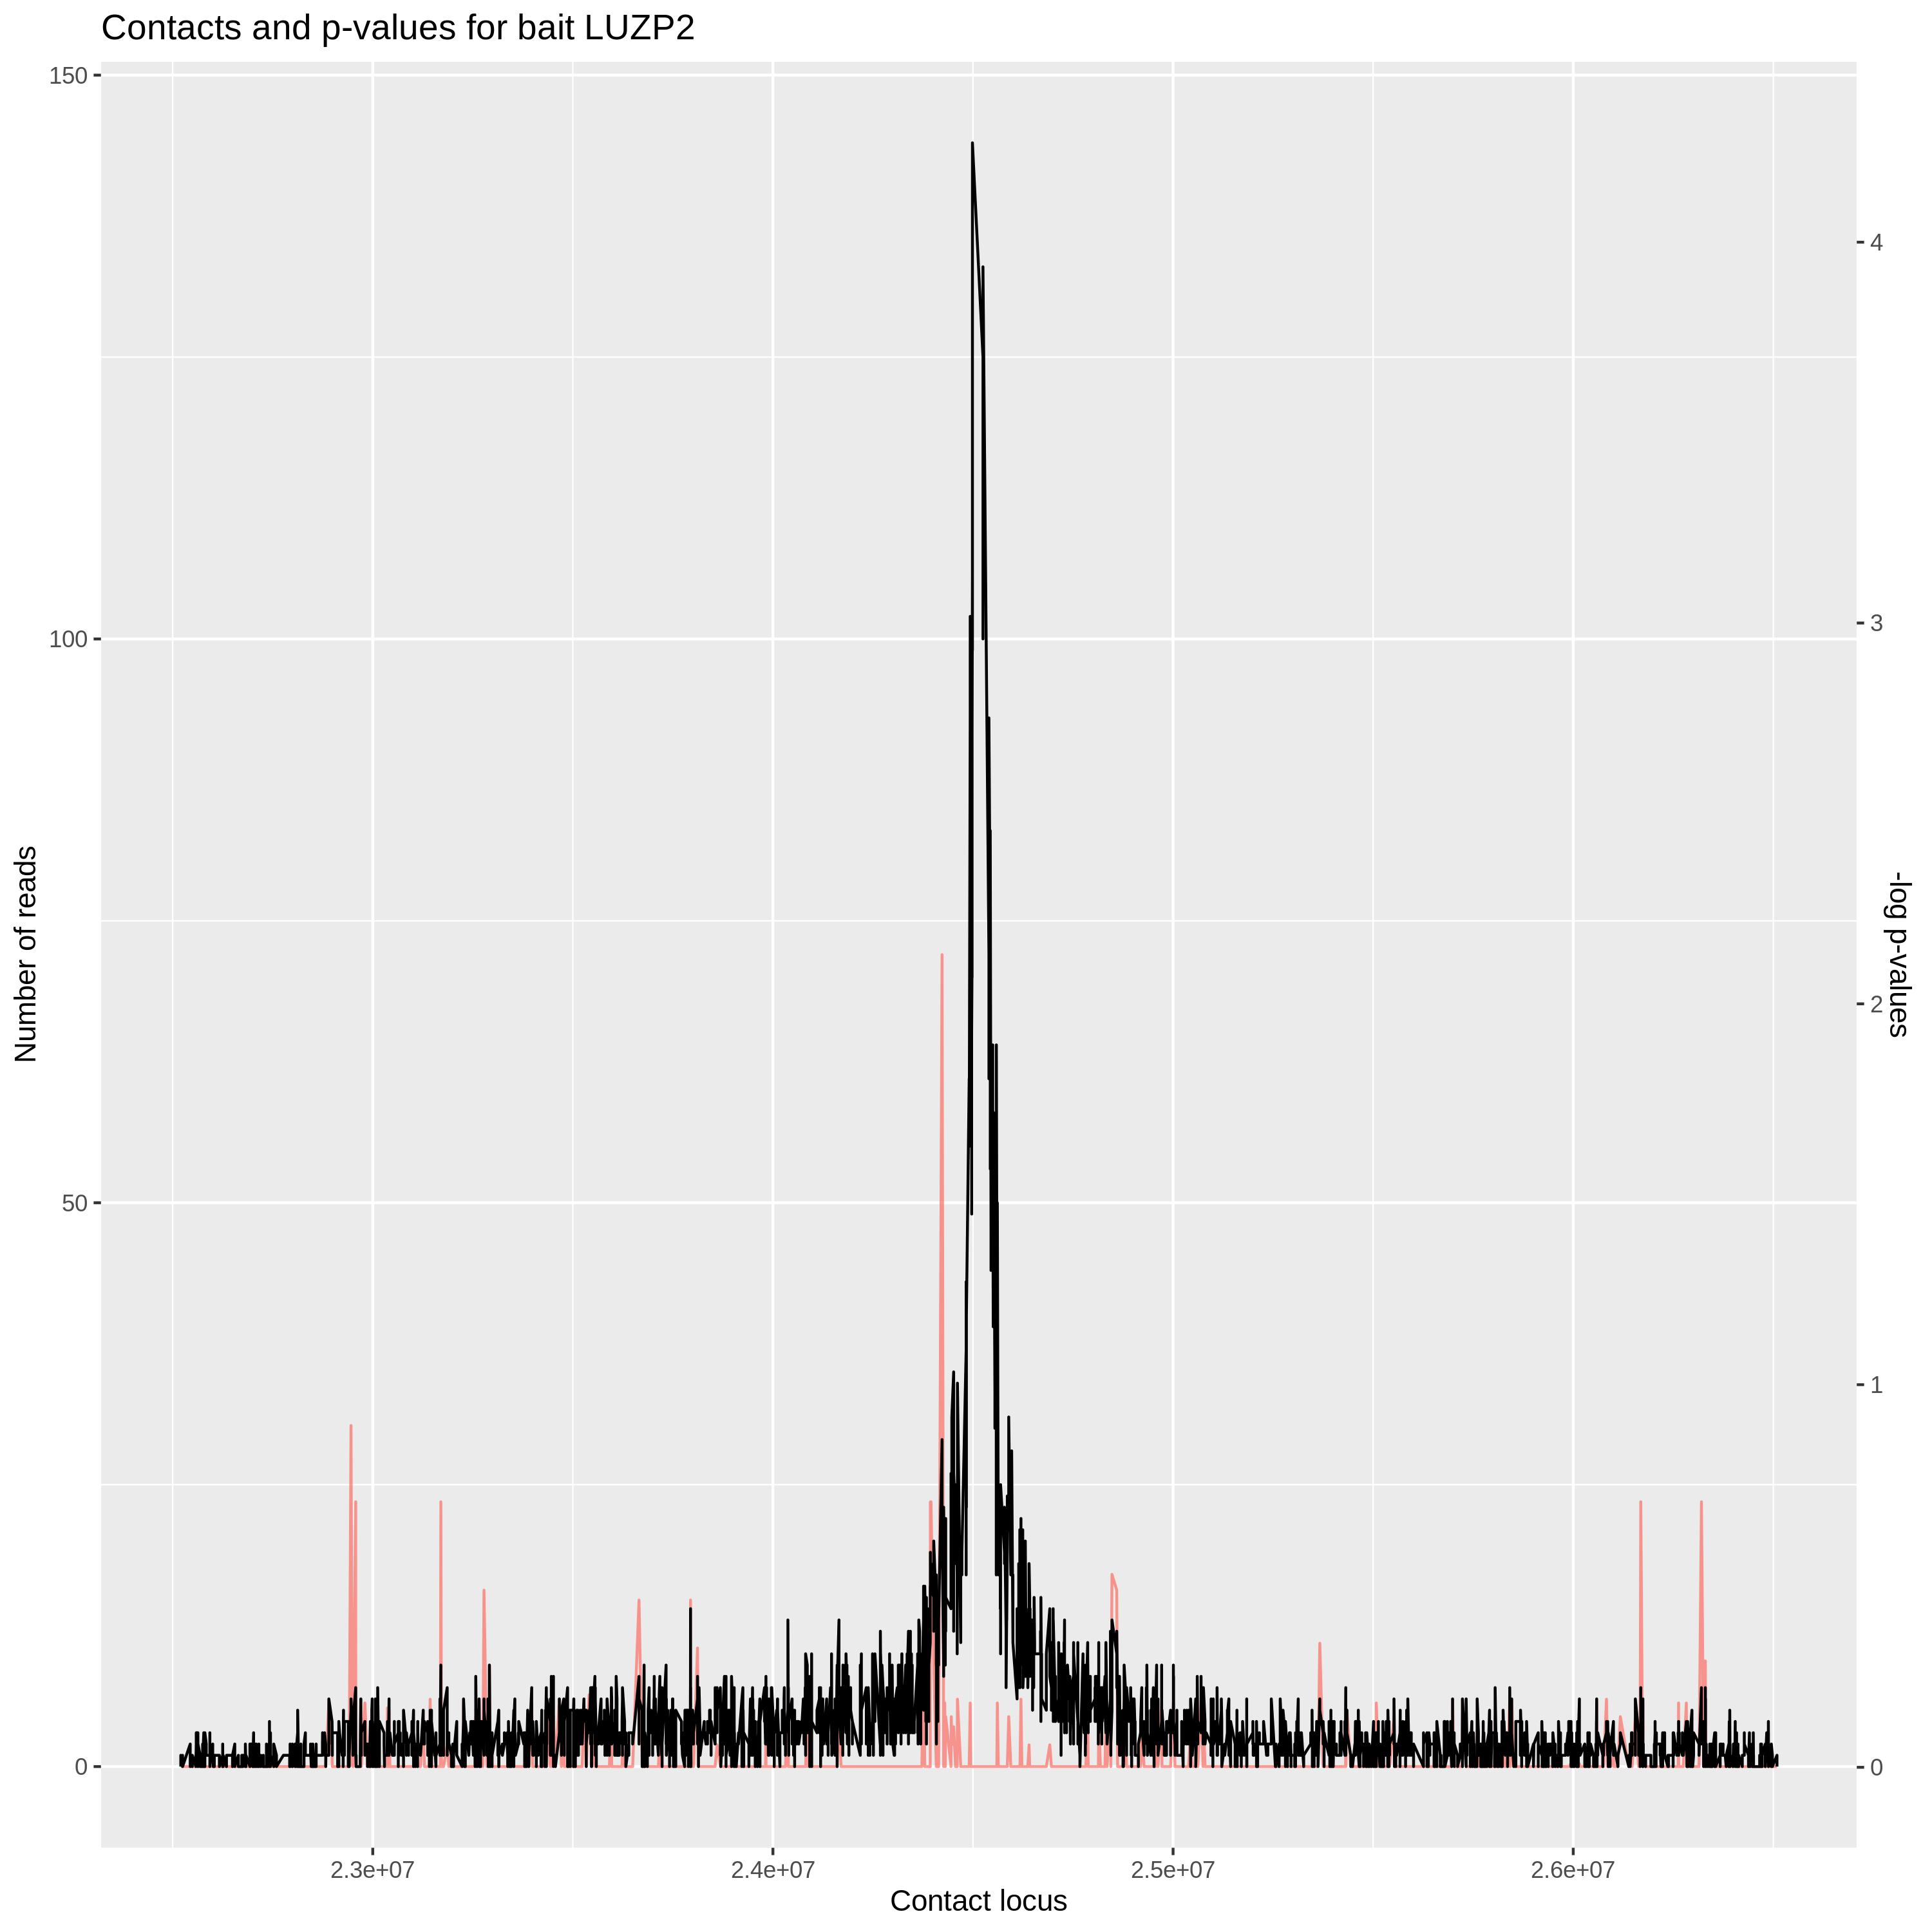 Contacts and p-values for bait LUZP2
150
100
50
0
4
3
2
1
0
Number of reads
-log p-values
2.3e+07
2.4e+07
2.5e+07
2.6e+07
Contact locus